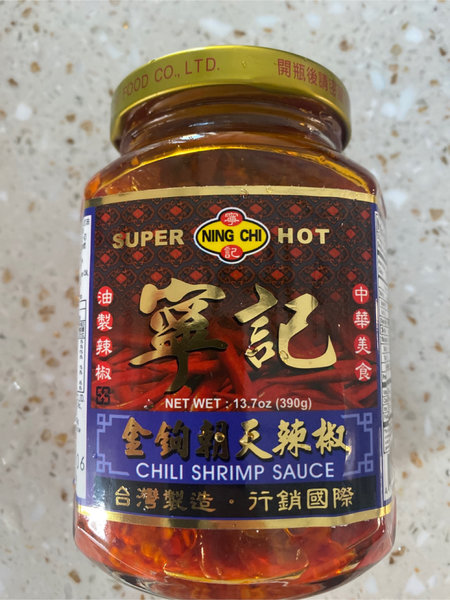 FOOD CO., LTD.
開瓶後請
SUPER
寧
NING CHI
記
HOT
寧記
油製辣椒
中華美食
NET WET : 13.7oz (390g)
金鉤朝天辣椒
CHILI SHRIMP SAUCE
台灣製造・行銷國際